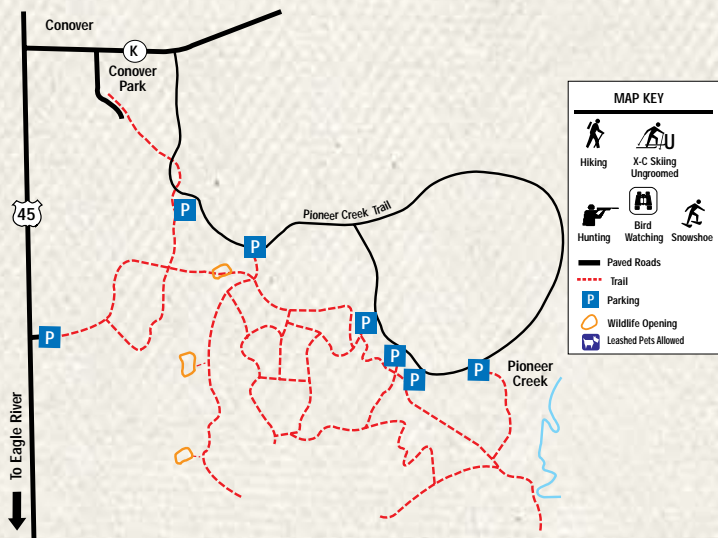 Conover
K
Conover
Park
45
P
P
Pioneer Creek Trail
P
P
P
P
P
Pioneer
Creek
To Eagle River
MAP KEY
Hiking
X-C Skiing
Ungroomed
Hunting
Bird
Watching
Snowshoe
Paved Roads
Trail
P
Parking
Wildlife Opening
Leashed Pets Allowed